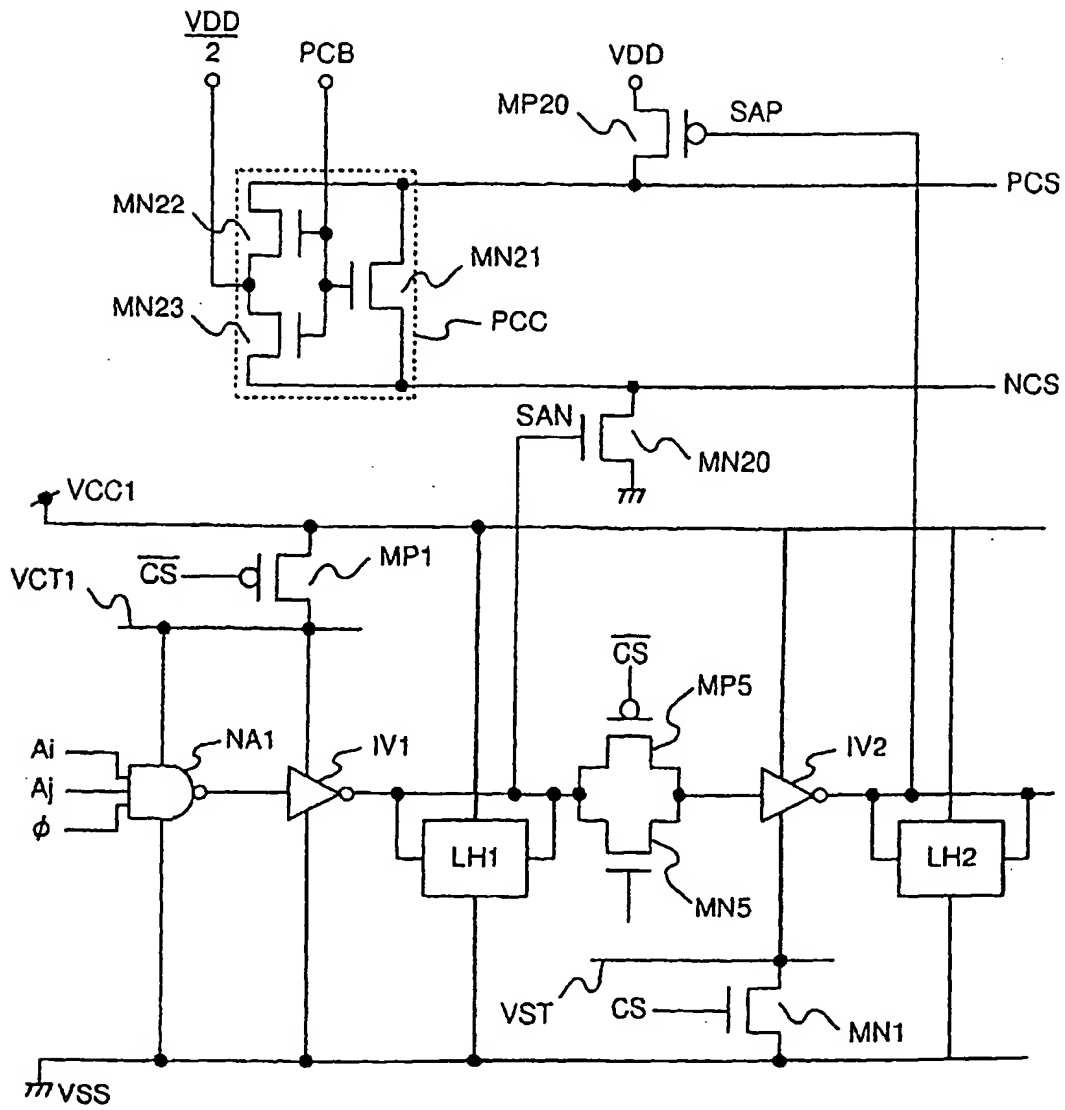 VDD
2
PCB
VDD
MP20
SAP
PCS
MN22
MN21
MN23
PCC
NCS
SAN
MN20
VCC1
CS
MP1
VCT1
CS
MP5
Ai
Aj
ϕ
NA1
IV1
IV2
LH1
LH2
MN5
VST
CS
MN1
VSS